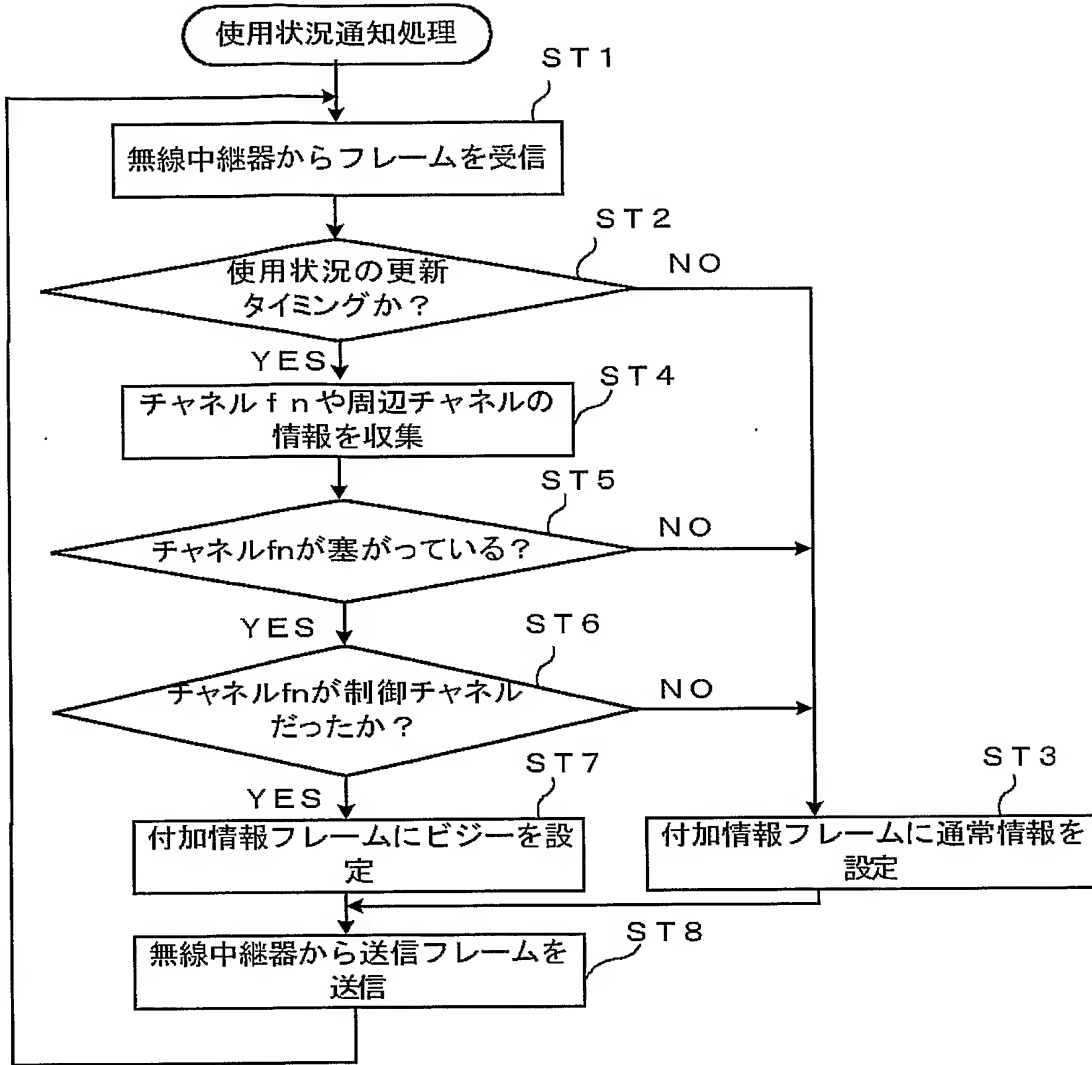 使用状況通知処理
ST1
無線中継器からフレームを受信
ST2
使用状況の更新
タイミングか?
NO
YES
ST4
チャネルfnや周辺チャネルの
情報を収集
ST5
チャネルfnが塞がっている?
NO
YES
ST6
チャネルfnが制御チャネル
だったか?
NO
YES
ST7
付加情報フレームにビジーを設
定
ST3
付加情報フレームに通常情報を
設定
ST8
無線中継器から送信フレームを
送信